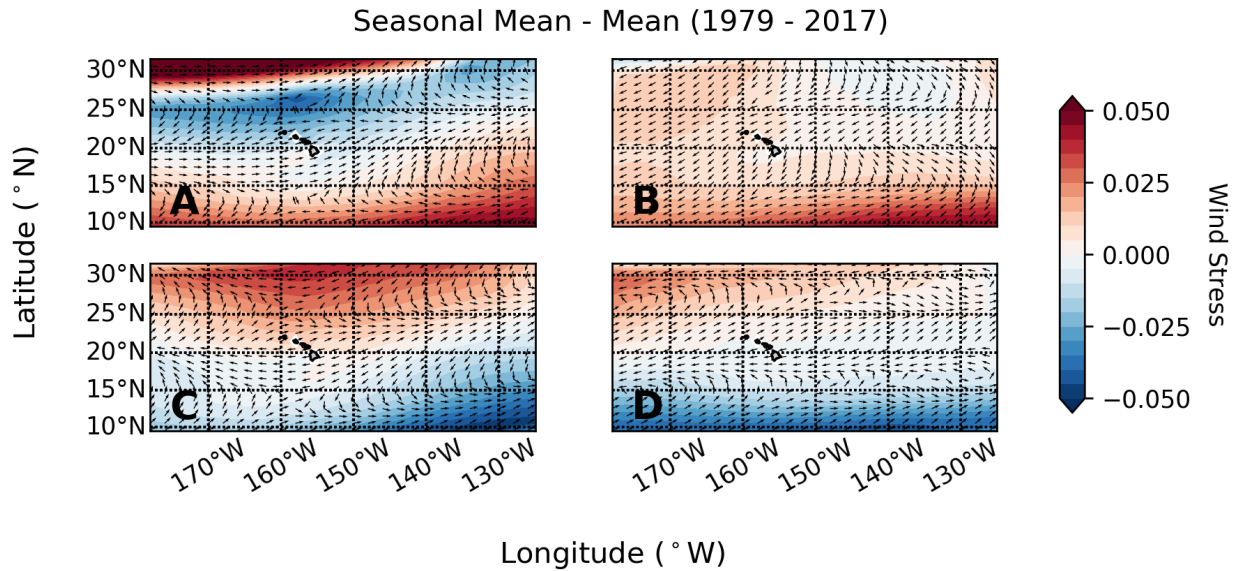 Seasonal Mean - Mean (1979 - 2017)
Latitude (°N)
30°N
25°N
20°N
15°N
10°N
A
B
30°N
25°N
20°N
15°N
10°N
C
D
170°W
160°W
150°W
140°W
130°W
170°W
160°W
150°W
140°W
130°W
Longitude (°W)
0.050
0.025
0.000
−0.025
−0.050
Wind Stress